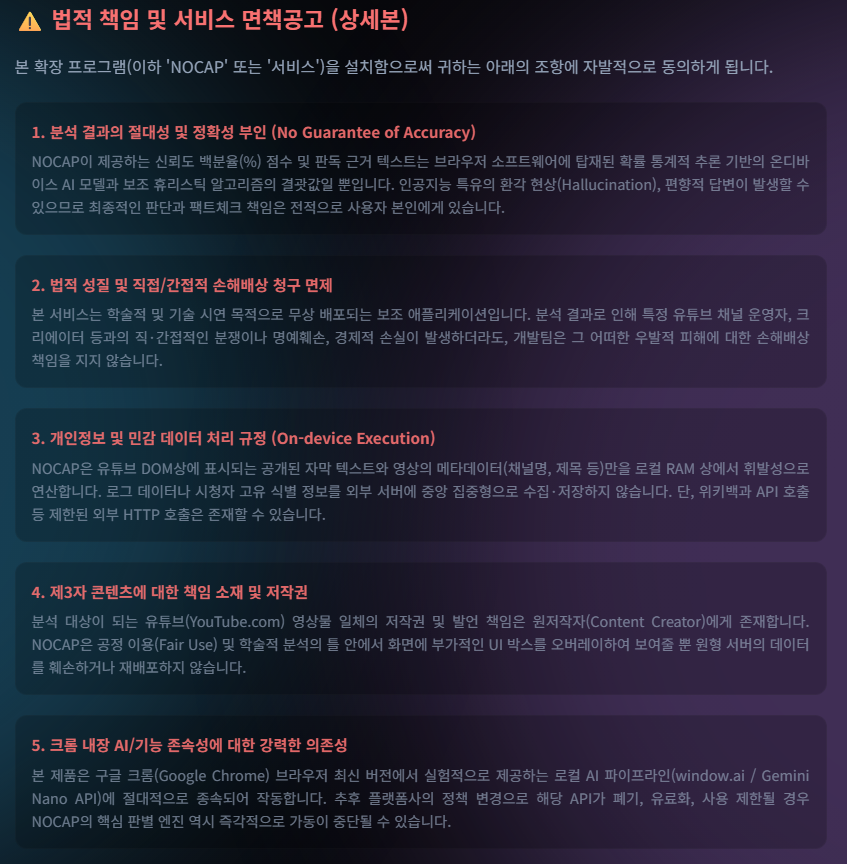 ⚠️ 법적 책임 및 서비스 면책공고 (상세본)
본 확장 프로그램(이하 'NOCAP' 또는 '서비스')을 설치함으로써 귀하는 아래의 조항에 자발적으로 동의하게 됩니다.
1. 분석 결과의 절대성 및 정확성 부인 (No Guarantee of Accuracy)
NOCAP이 제공하는 신뢰도 백분율(%) 점수 및 판독 근거 텍스트는 브라우저 소프트웨어에 탑재된 확률 통계적 추론 기반의 온디바
이스 AI 모델과 보조 휴리스틱 알고리즘의 결괏값일 뿐입니다. 인공지능 특유의 환각 현상(Hallucination), 편향적 답변이 발생할 수
있으므로 최종적인 판단과 팩트체크 책임은 전적으로 사용자 본인에게 있습니다.
2. 법적 성질 및 직접/간접적 손해배상 청구 면제
본 서비스는 학술적 및 기술 시연 목적으로 무상 배포되는 보조 애플리케이션입니다. 분석 결과로 인해 특정 유튜브 채널 운영자, 크
리에이터 등과의 직·간접적인 분쟁이나 명예훼손, 경제적 손실이 발생하더라도, 개발팀은 그 어떠한 우발적 피해에 대한 손해배상
책임을 지지 않습니다.
3. 개인정보 및 민감 데이터 처리 규정 (On-device Execution)
NOCAP은 유튜브 DOM상에 표시되는 공개된 자막 텍스트와 영상의 메타데이터(채널명, 제목 등)만을 로컬 RAM 상에서 휘발성으로
연산합니다. 로그 데이터나 시청자 고유 식별 정보를 외부 서버에 중앙 집중형으로 수집·저장하지 않습니다. 단, 위키백과 API 호출
등 제한된 외부 HTTP 호출은 존재할 수 있습니다.
4. 제3자 콘텐츠에 대한 책임 소재 및 저작권
분석 대상이 되는 유튜브(YouTube.com) 영상물 일체의 저작권 및 발언 책임은 원저작자(Content Creator)에게 존재합니다.
NOCAP은 공정 이용(Fair Use) 및 학술적 분석의 틀 안에서 화면에 부가적인 UI 박스를 오버레이하여 보여줄 뿐 원형 서버의 데이터
를 훼손하거나 재배포하지 않습니다.
5. 크롬 내장 AI/기능 존속성에 대한 강력한 의존성
본 제품은 구글 크롬(Google Chrome) 브라우저 최신 버전에서 실험적으로 제공하는 로컬 AI 파이프라인(window.ai / Gemini
Nano API)에 절대적으로 종속되어 작동합니다. 추후 플랫폼사의 정책 변경으로 해당 API가 폐기, 유료화, 사용 제한될 경우
NOCAP의 핵심 판별 엔진 역시 즉각적으로 가동이 중단될 수 있습니다.